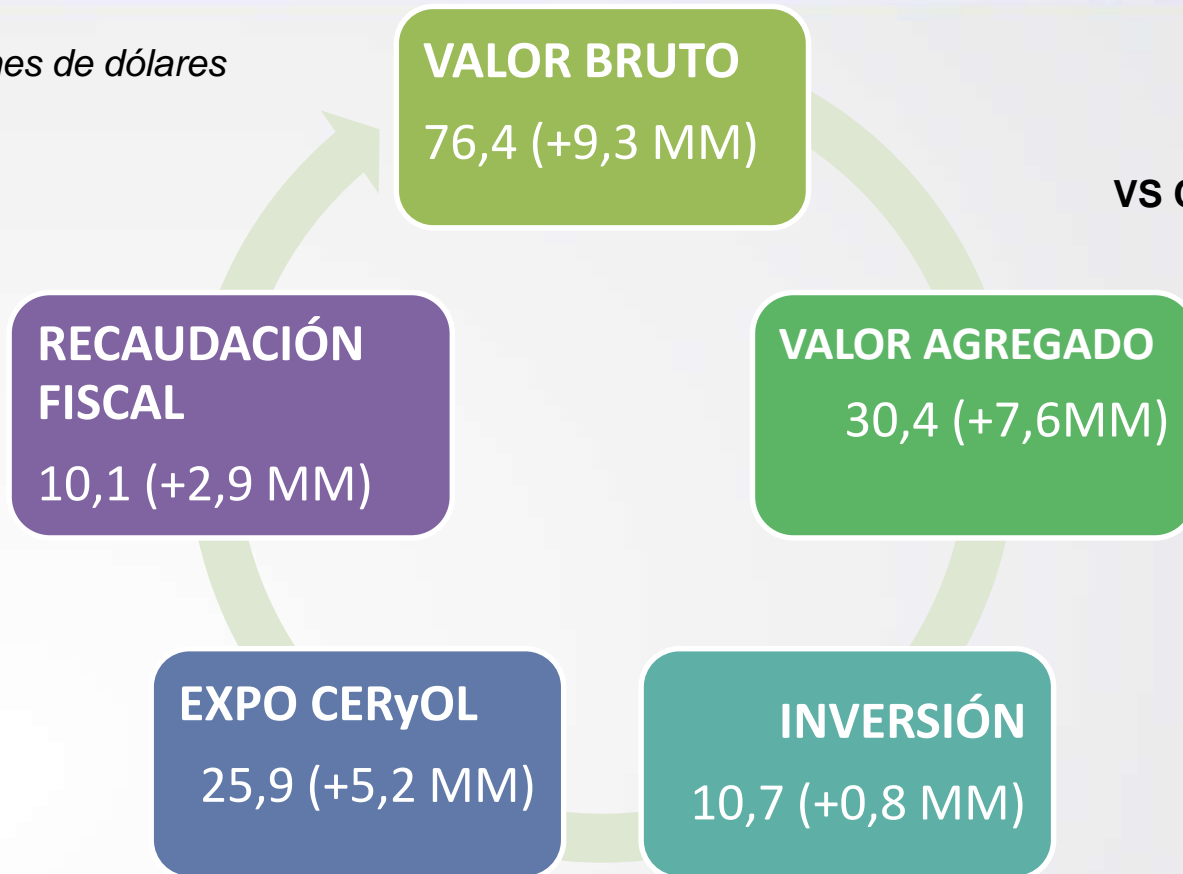 de dólares
VALOR BRUTO
76,4 (+9,3 MM)
VS
RECAUDACIÓN
FISCAL
10,1 (+2,9 MM)
VALOR AGREGADO
30,4 (+7,6MM)
EXPO CERyOL
25,9 (+5,2 MM)
INVERSIÓN
10,7 (+0,8 MM)